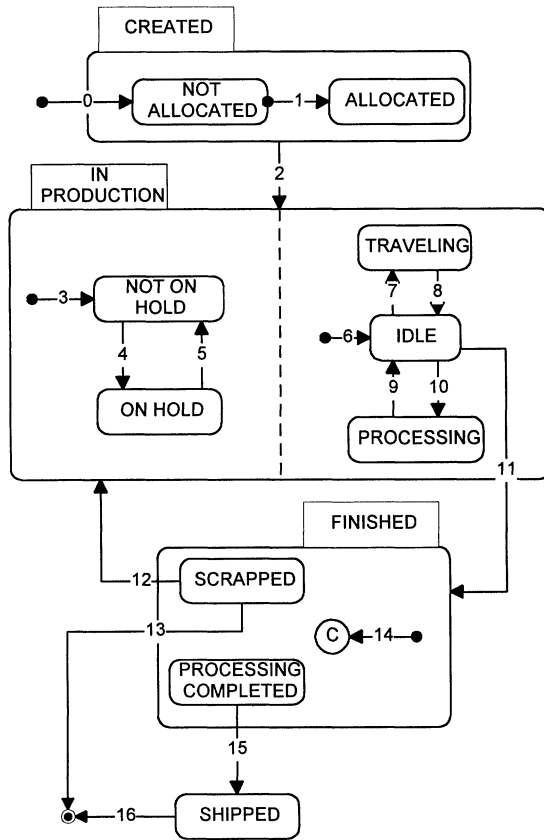 CREATED
0
NOT
ALLOCATED
1
ALLOCATED
2
IN
PRODUCTION
TRAVELING
NOT ON
HOLD
3
7
8
6
IDLE
4
5
9
10
ON HOLD
PROCESSING
11
FINISHED
12
SCRAPPED
13
C
14
PROCESSING
COMPLETED
15
16
SHIPPED